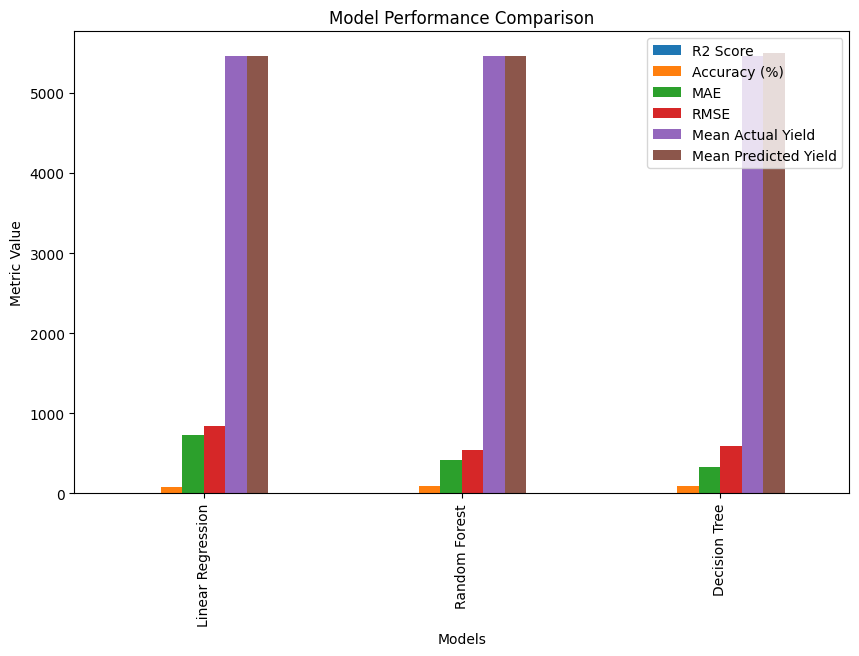 Model Performance Comparison
R2 Score
Accuracy (%)
MAE
RMSE
Mean Actual Yield
Mean Predicted Yield
Metric Value
5000
4000
3000
2000
1000
0
Linear Regression
Random Forest
Decision Tree
Models